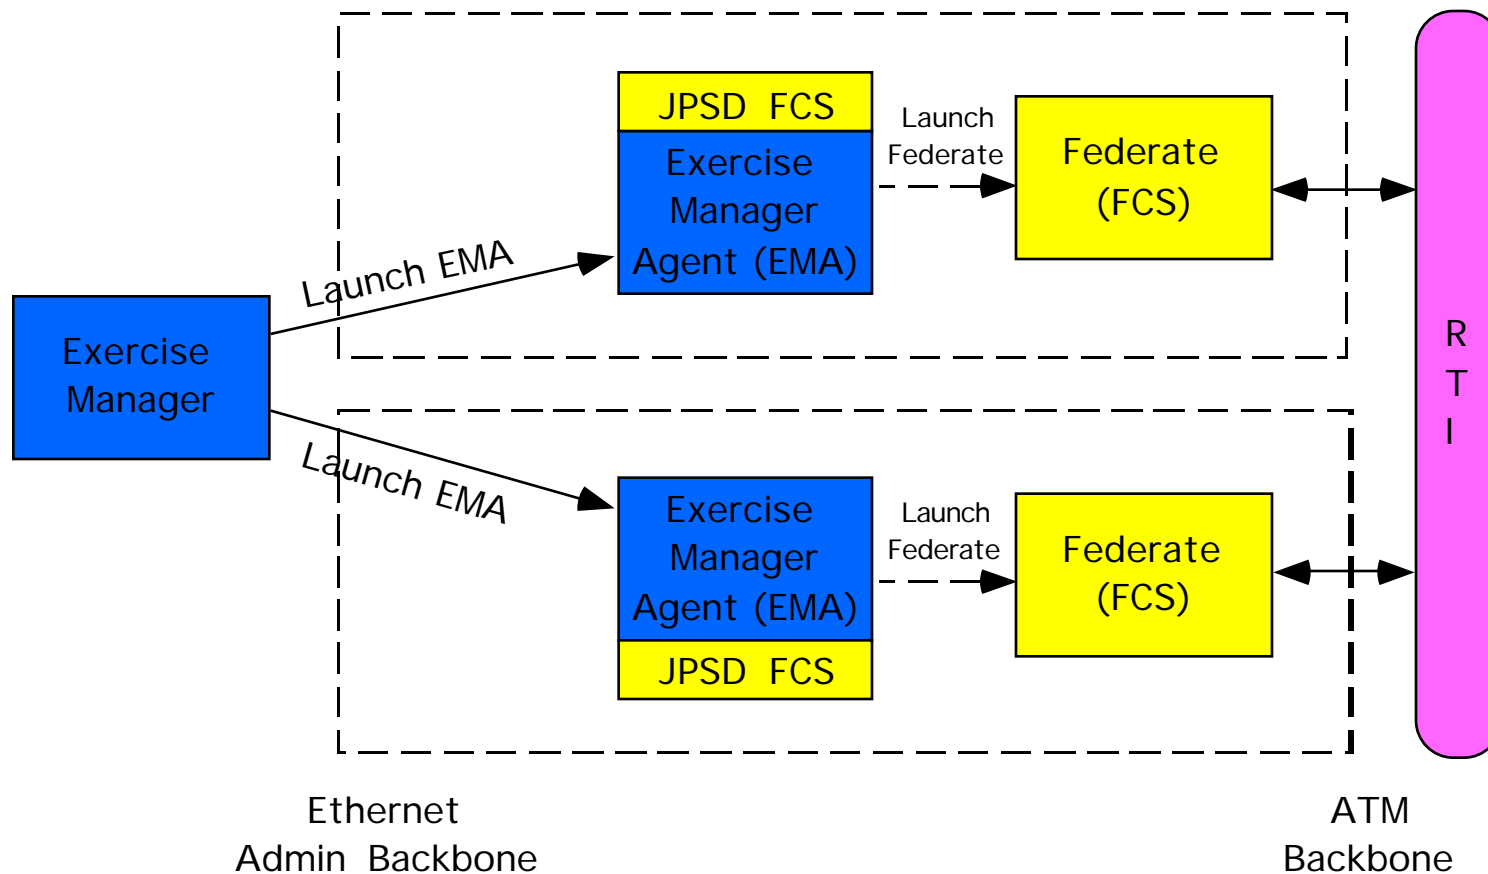 JPSD FCS
Exercise
Manager
Agent (EMA)
Launch
Federate
Federate
(FCS)
Launch EMA
Exercise
Manager
R
T
I
Launch EMA
Exercise
Manager
Agent (EMA)
JPSD FCS
Launch
Federate
Federate
(FCS)
Ethernet
Admin Backbone
ATM
Backbone